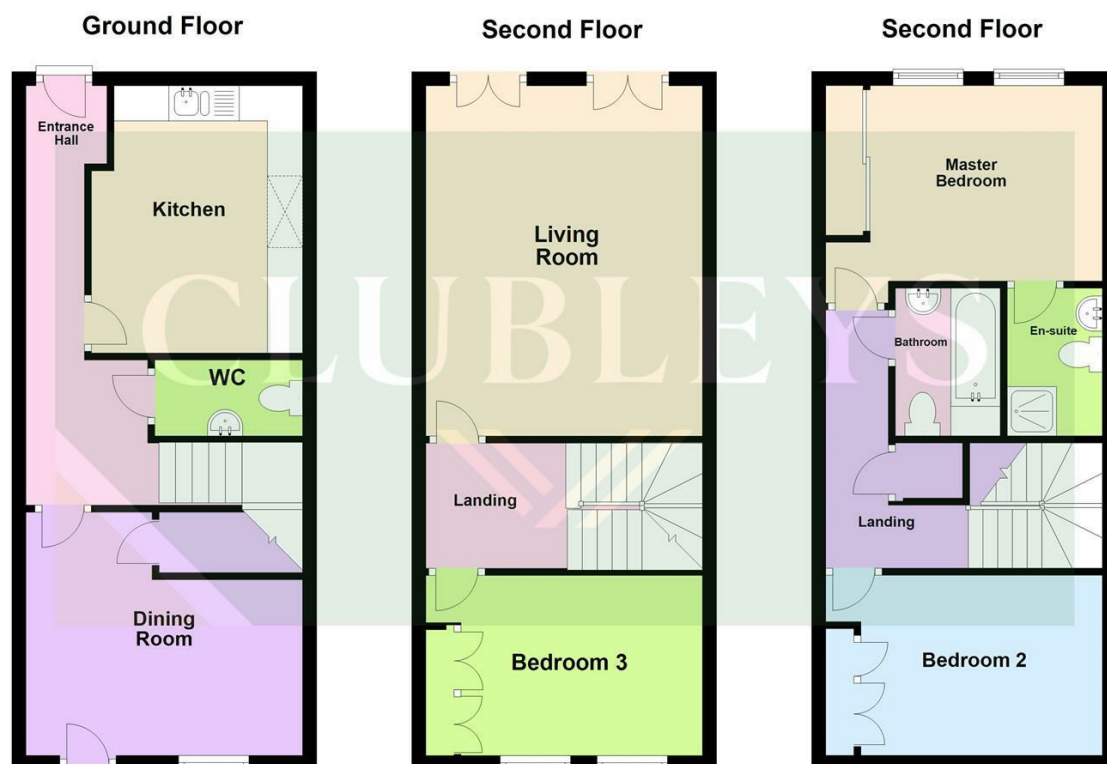 Ground Floor
Entrance
Hall
Kitchen
WC
Dining
Room
Second Floor
Living
Room
Landing
Bedroom 3
Second Floor
Master
Bedroom
Bathroom
En-suite
Landing
Bedroom 2
CLUBLEYS